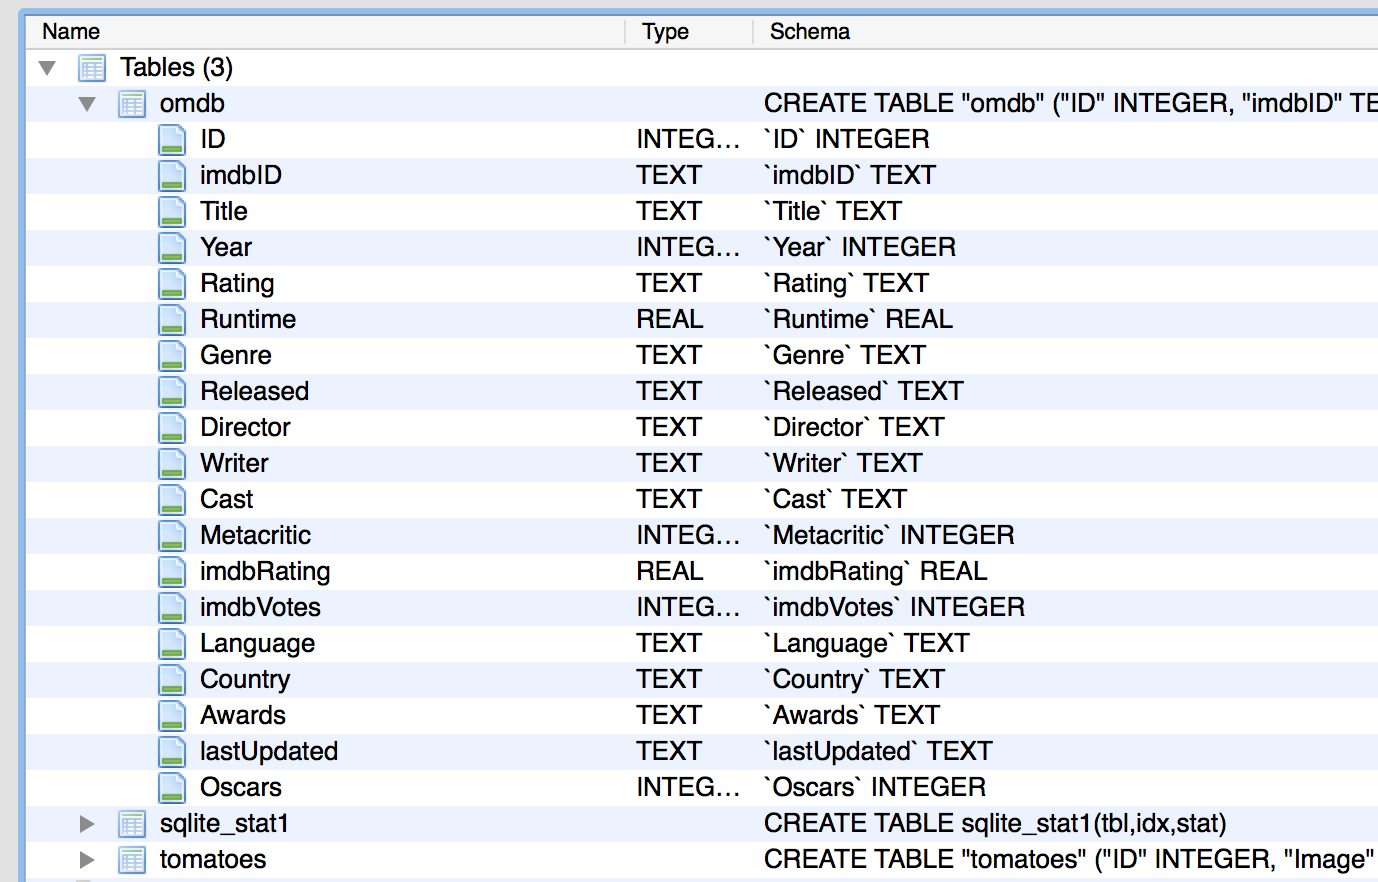 Name Type Schema
Tables (3)
omdb CREATE TABLE "omdb" ("ID" INTEGER, "imdbID" TE
ID INTEG... `ID` INTEGER
imdbID TEXT `imdbID` TEXT
Title TEXT `Title` TEXT
Year INTEG... `Year` INTEGER
Rating TEXT `Rating` TEXT
Runtime REAL `Runtime` REAL
Genre TEXT `Genre` TEXT
Released TEXT `Released` TEXT
Director TEXT `Director` TEXT
Writer TEXT `Writer` TEXT
Cast TEXT `Cast` TEXT
Metacritic INTEG... `Metacritic` INTEGER
imdbRating REAL `imdbRating` REAL
imdbVotes INTEG... `imdbVotes` INTEGER
Language TEXT `Language` TEXT
Country TEXT `Country` TEXT
Awards TEXT `Awards` TEXT
lastUpdated TEXT `lastUpdated` TEXT
Oscars INTEG... `Oscars` INTEGER
sqlite_stat1 CREATE TABLE sqlite_stat1(tbl,idx,stat)
tomatoes CREATE TABLE "tomatoes" ("ID" INTEGER, "Image"